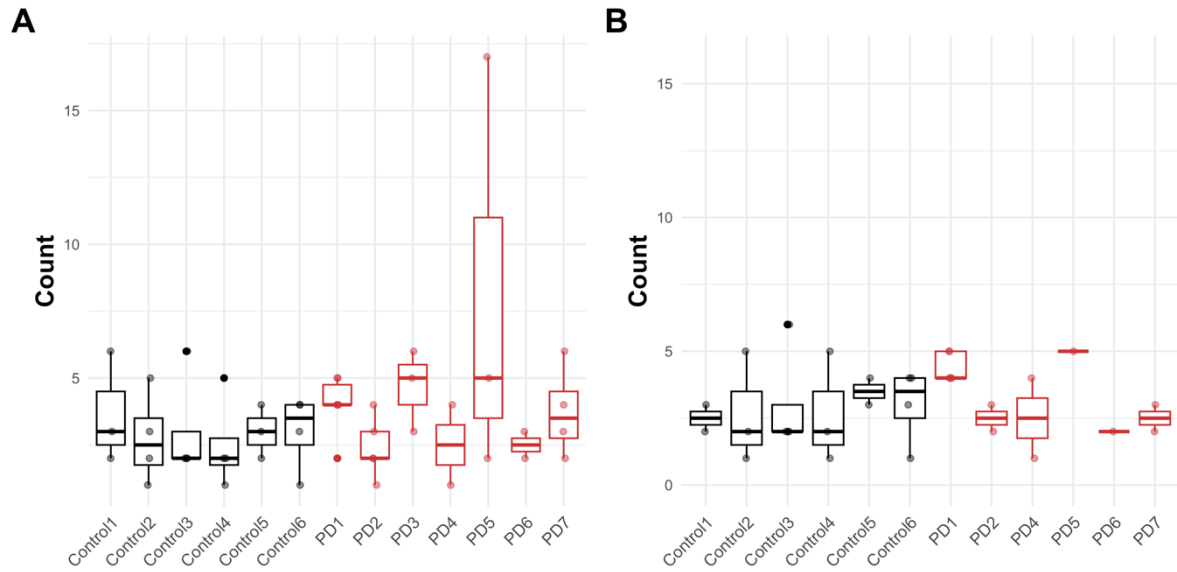 A
Count
15
10
5
Control1
Control2
Control3
Control4
Control5
Control6
PD1
PD2
PD3
PD4
PD5
PD6
PD7
B
Count
15
10
5
0
Control1
Control2
Control3
Control4
Control5
Control6
PD1
PD2
PD4
PD5
PD6
PD7